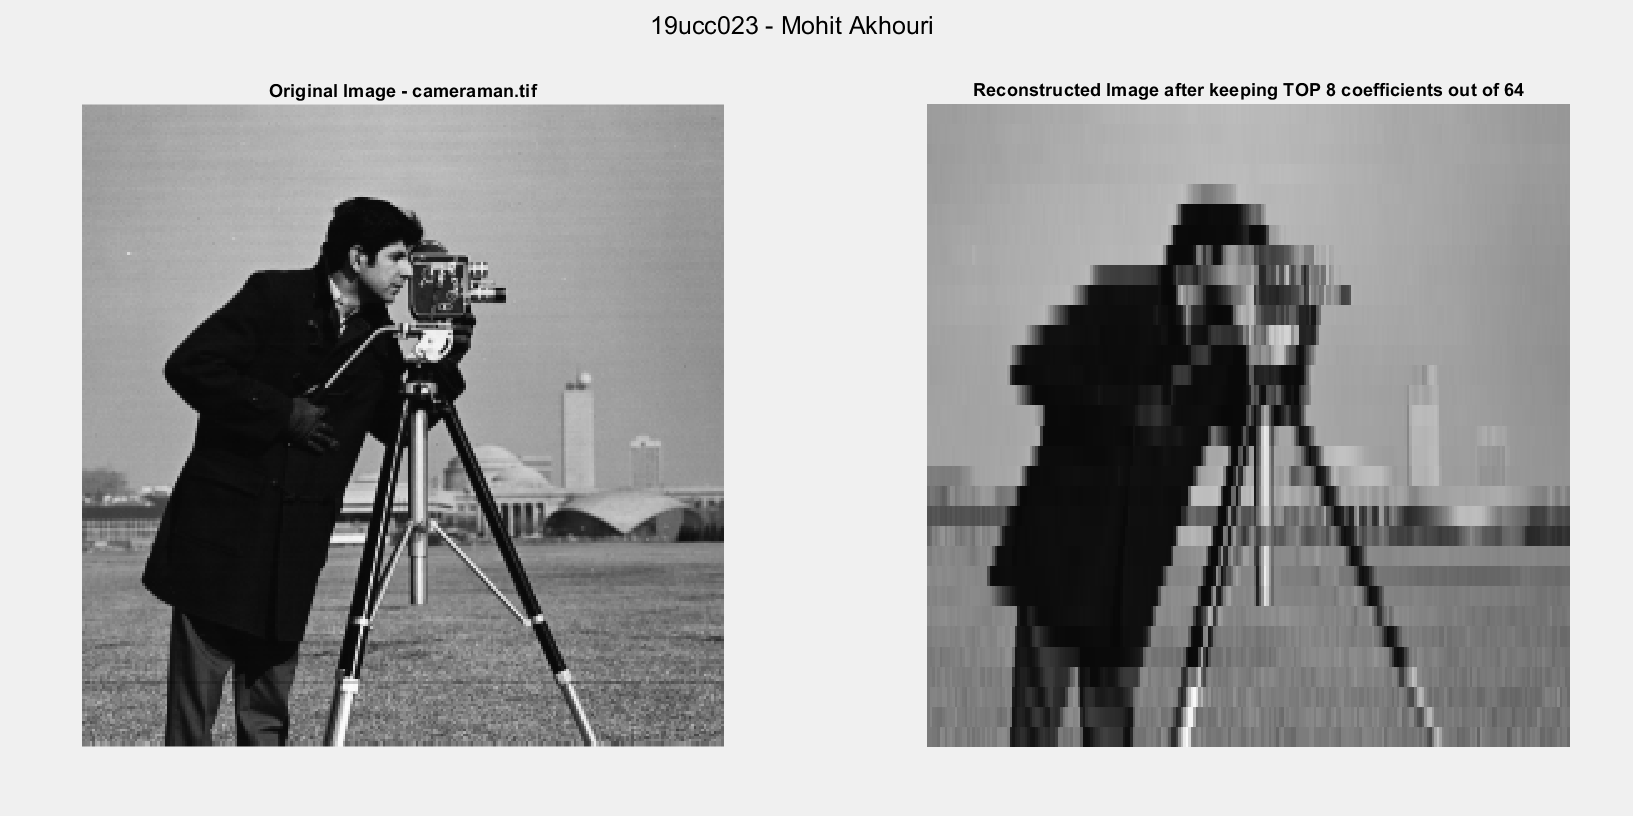 19ucc023 - Mohit Akhouri
Original Image - cameraman.tif
Reconstructed Image after keeping TOP 8 coefficients out of 64